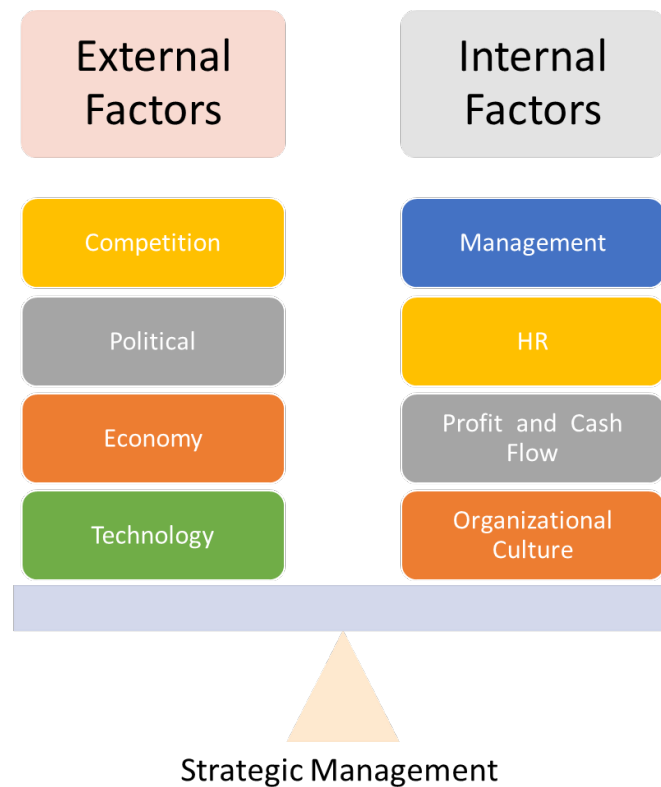 External
Factors
Internal
Factors
Competition
Political
Economy
Technology
Management
HR
Profit and Cash
Flow
Organizational
Culture
Strategic Management